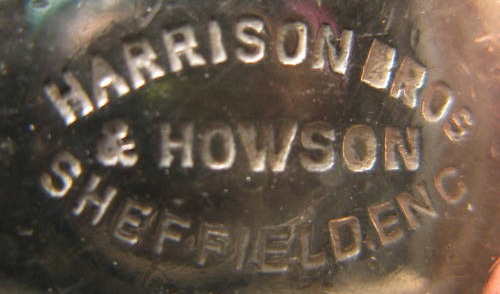 HARRISON BROS
& HOWSON
SHEFFIELD.ENG.